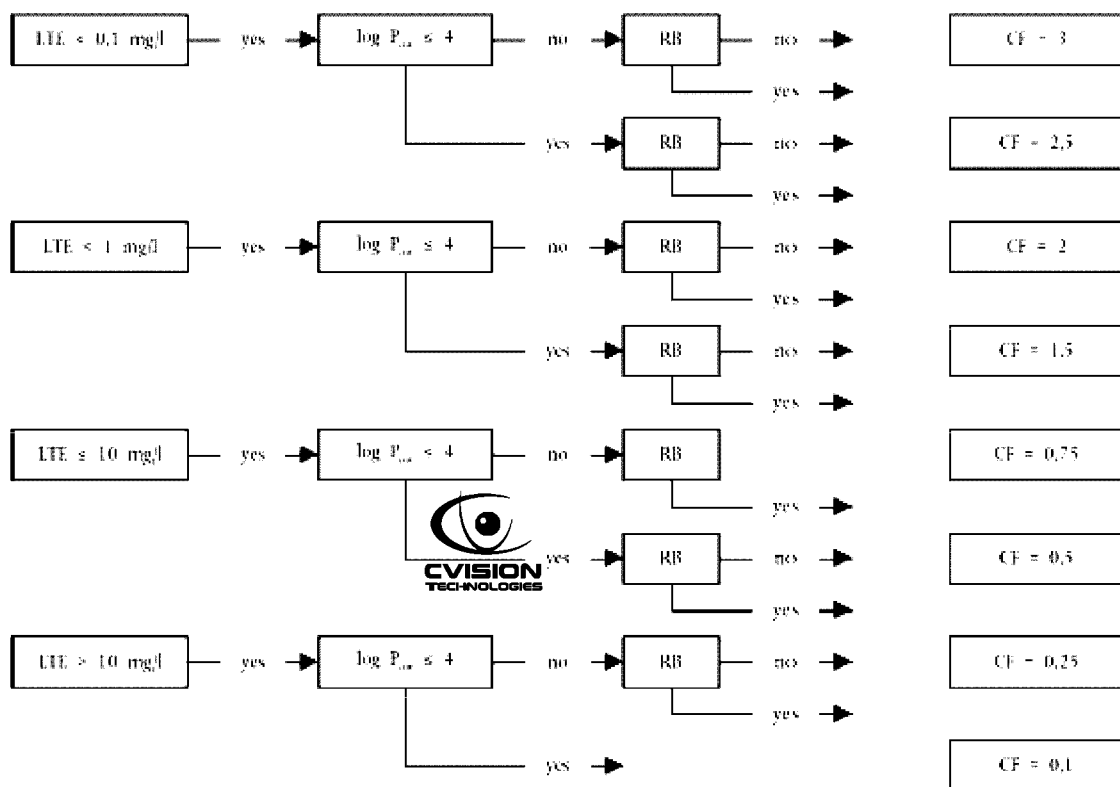 LTE < 0,1 mg/l yes log Pow ≤ 4 no RB no CF = 3
yes
yes RB no CF = 2,5
yes
LTE < 1 mg/l yes log Pow ≤ 4 no RB no CF = 2
yes
yes RB no CF = 1,5
yes
LTE ≤ 10 mg/l yes log Pow < 4 no RB CF = 0,75
yes
yes RB no CF = 0,5
CVISION
TECHNOLOGIES
yes
LTE > 10 mg/l yes log Pow ≤ 4 no RB no CF = 0,25
yes
yes CF = 0,1